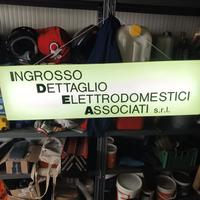 INGROSSO
DETTAGLIO
ELETTRODOMESTICI
ASSOCIATI s.r.l.